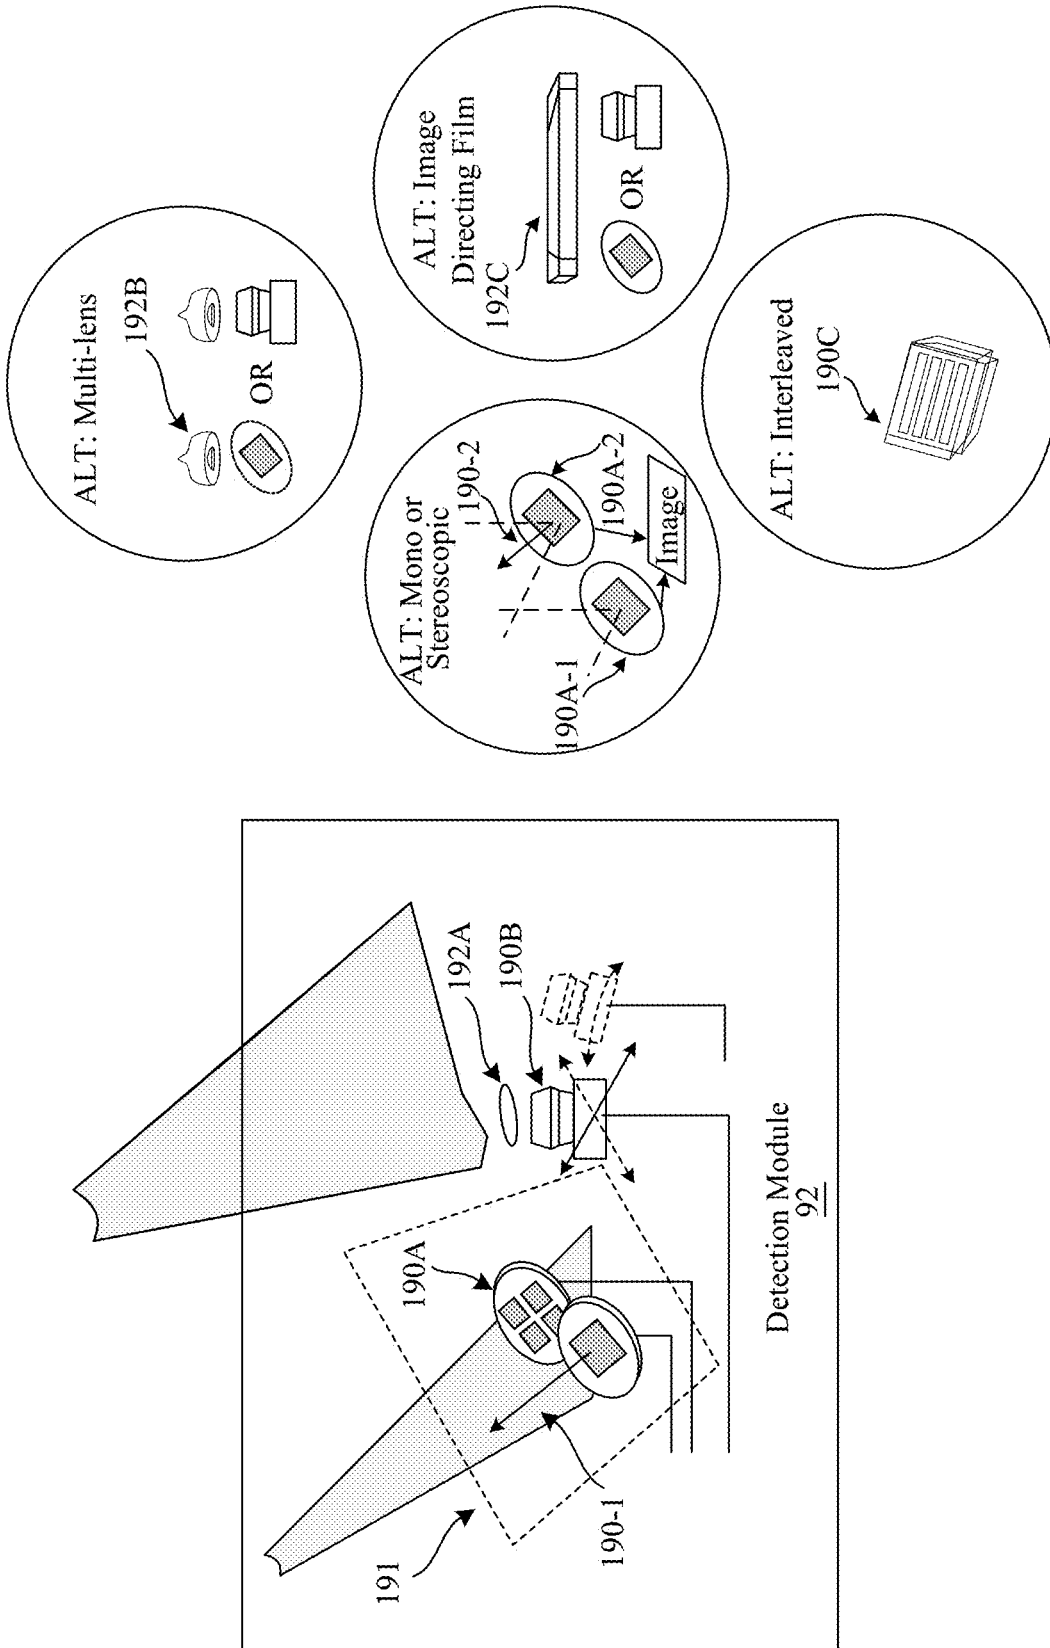 191
190-1
190A
192A
190B
Detection Module
92
ALT: Mono or
Stereoscopic
190-2
190A-1
190A-2
Image
ALT: Multi-lens
192B
OR
ALT: Image
Directing Film
192C
OR
ALT: Interleaved
190C